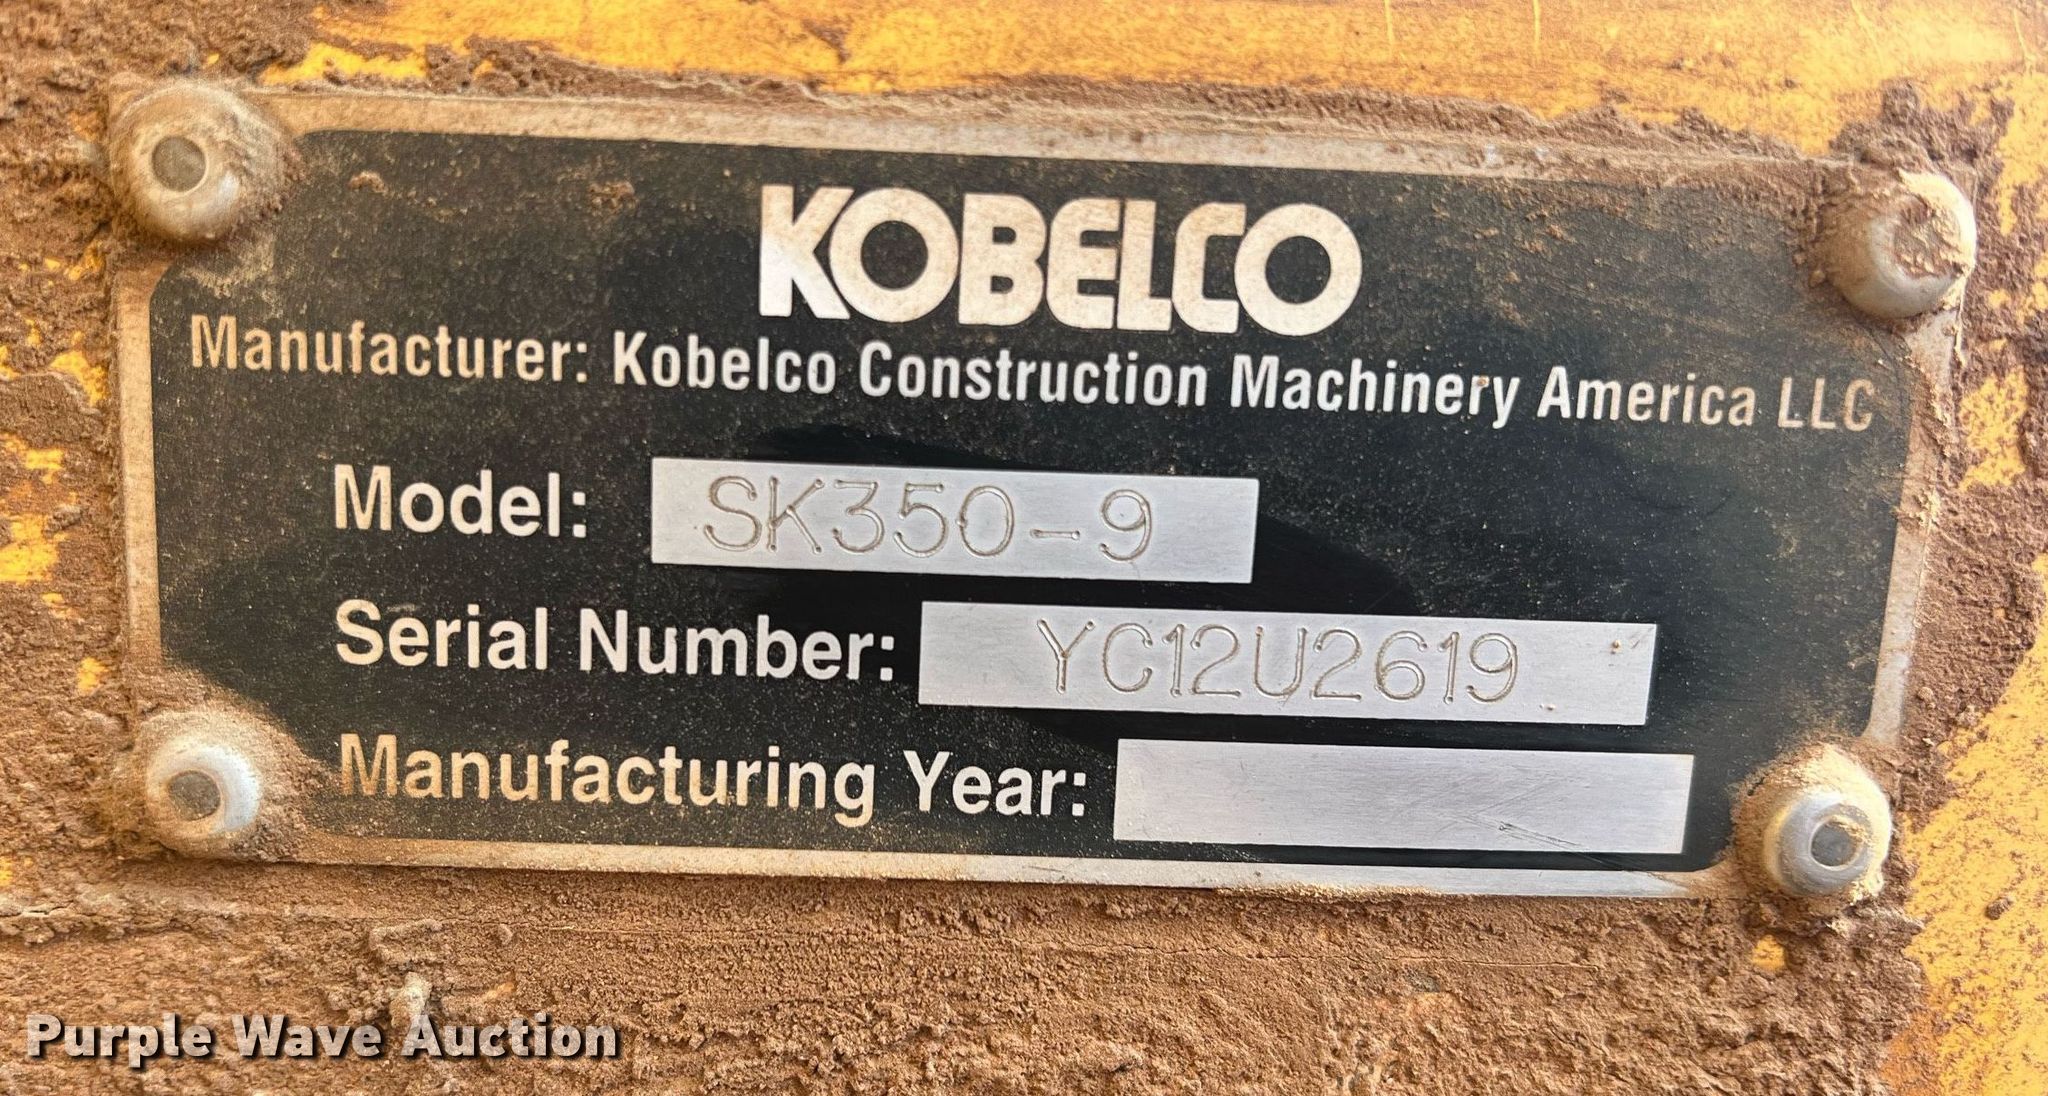 KOBELCO
Manufacturer: Kobelco Construction Machinery America LLC
Model: SK350-9
Serial Number: YC12U2619
Manufacturing Year:
Purple Wave Auction